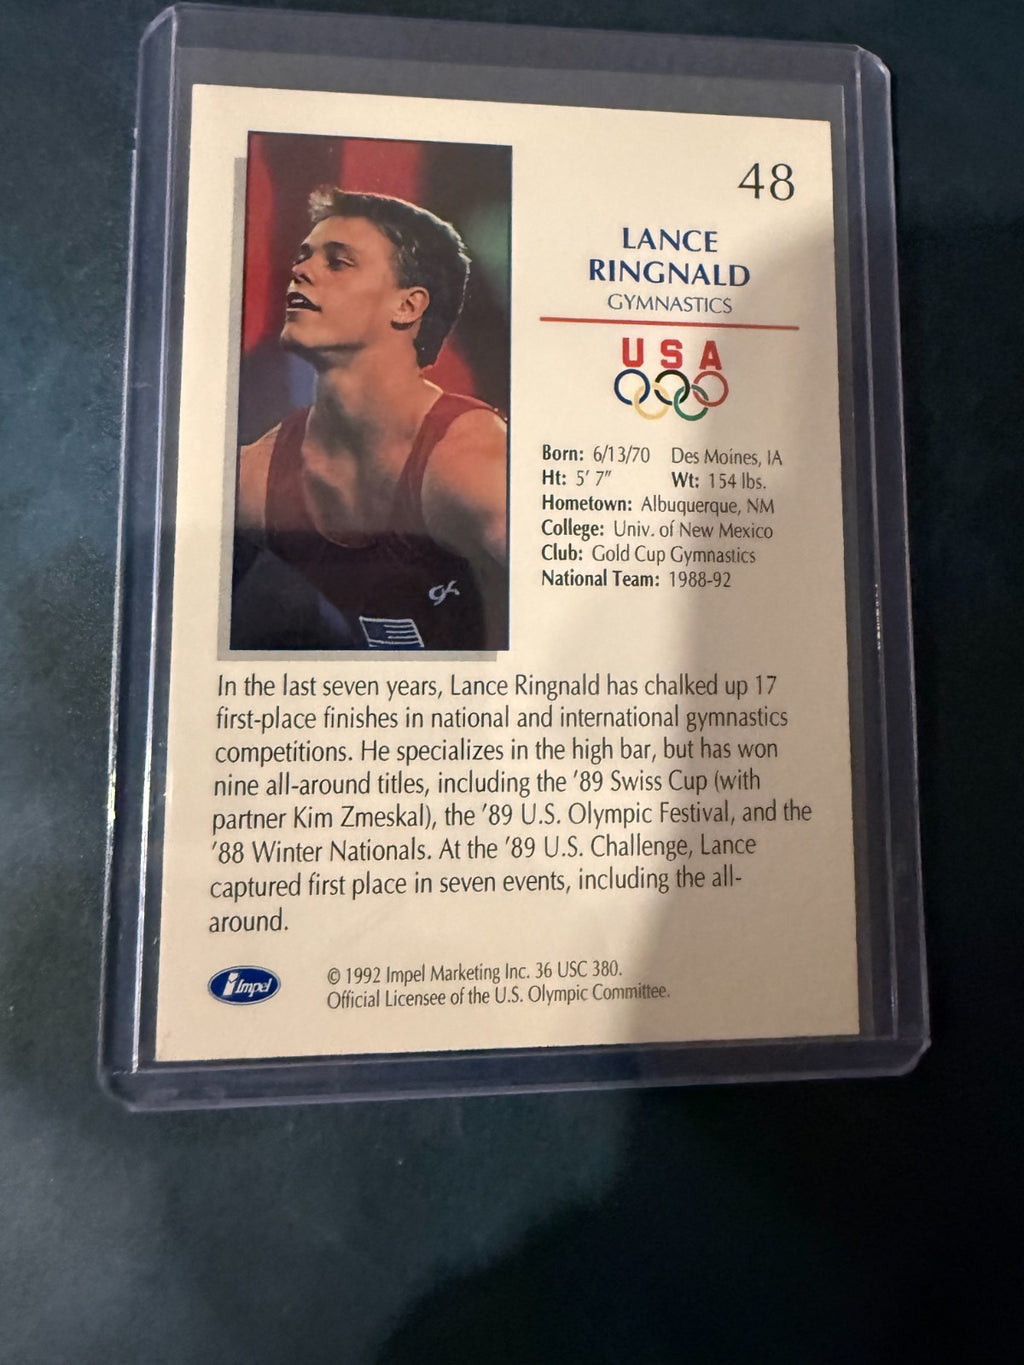 48
LANCE
RINGNALD
GYMNASTICS
USA
Born: 6/13/70 Des Moines, IA
Ht: 5' 7" Wt: 154 lbs.
Hometown: Albuquerque, NM
College: Univ. of New Mexico
Club: Gold Cup Gymnastics
National Team: 1988-92
GK
In the last seven years, Lance Ringnald has chalked up 17
first-place finishes in national and international gymnastics
competitions. He specializes in the high bar, but has won
nine all-around titles, including the '89 Swiss Cup (with
partner Kim Zmeskal), the '89 U.S. Olympic Festival, and the
'88 Winter Nationals. At the '89 U.S. Challenge, Lance
captured first place in seven events, including the all-
around.
Impel
© 1992 Impel Marketing Inc. 36 USC 380.
Official Licensee of the U.S. Olympic Committee.